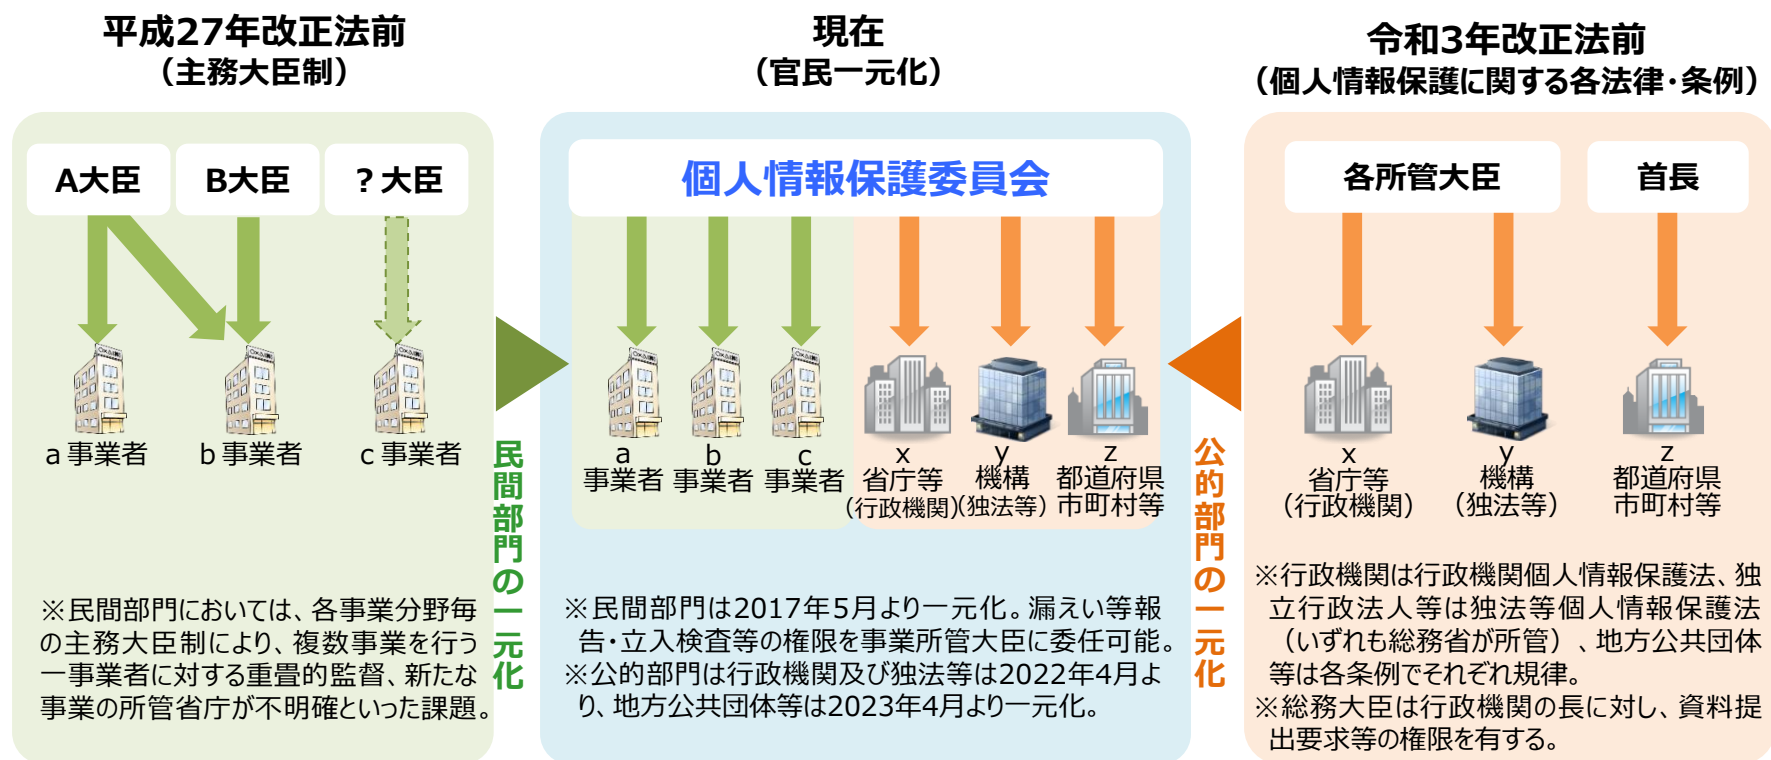 平成27年改正法前
（主務大臣制）
A大臣
B大臣
？大臣
a 事業者
b 事業者
c 事業者
※民間部門においては、各事業分野毎
の主務大臣制により、複数事業を行う
一事業者に対する重畳的監督、新たな
事業の所管省庁が不明確といった課題。
民間部門の一元化
現在
（官民一元化）
個人情報保護委員会
a
事業者
b
事業者
c
事業者
x
省庁等
（行政機関）
y
機構
（独法等）
z
都道府県
市町村等
※民間部門は2017年5月より一元化。漏えい等報
告・立入検査等の権限を事業所管大臣に委任可能。
※公的部門は行政機関及び独法等は2022年4月よ
り、地方公共団体等は2023年4月より一元化。
公的部門の一元化
令和3年改正法前
（個人情報保護に関する各法律・条例）
各所管大臣
首長
x
省庁等
（行政機関）
y
機構
（独法等）
z
都道府県
市町村等
※行政機関は行政機関個人情報保護法、独
立行政法人等は独法等個人情報保護法
（いずれも総務省が所管）、地方公共団体
等は各条例でそれぞれ規律。
※総務大臣は行政機関の長に対し、資料提
出要求等の権限を有する。